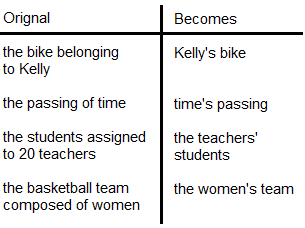 Orignal Becomes
the bike belonging Kelly's bike
to Kelly
the passing of time time's passing
the students assigned the teachers'
to 20 teachers students
the basketball team the women's team
composed of women